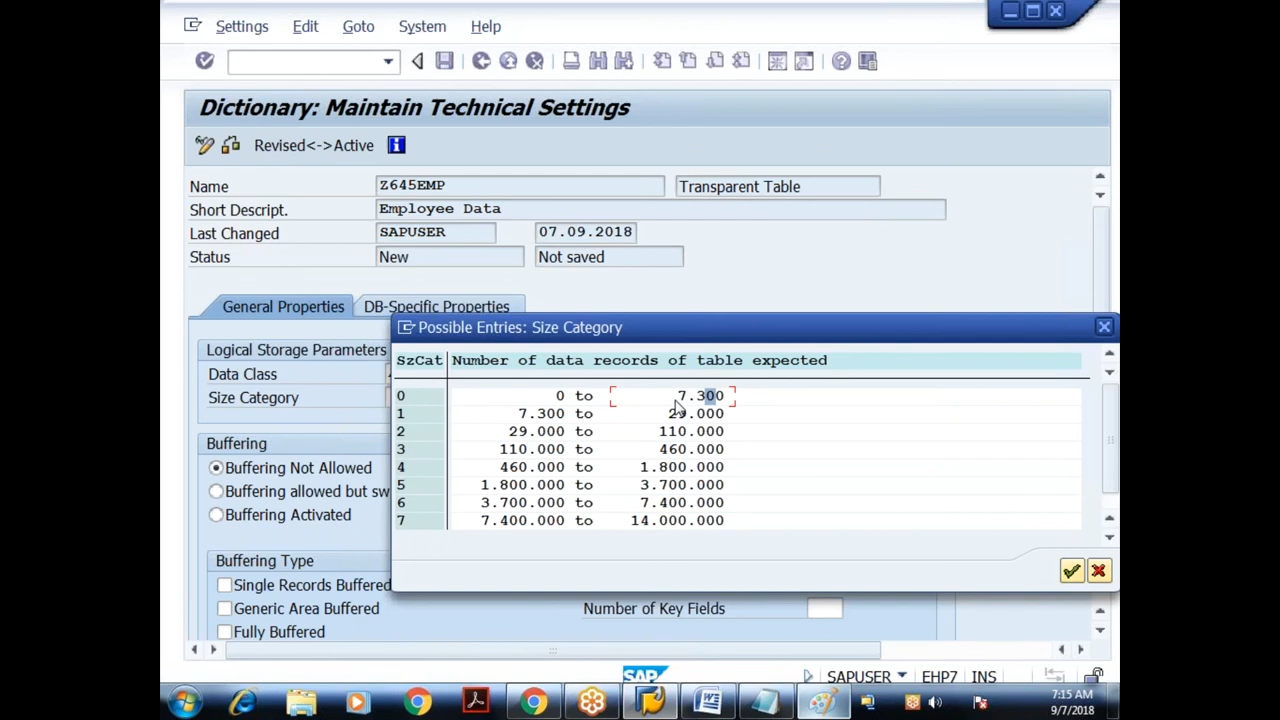 Settings Edit Goto System Help
Dictionary: Maintain Technical Settings
Revised<->Active
Name Z645EMP Transparent Table
Short Descript. Employee Data
Last Changed SAPUSER 07.09.2018
Status New Not saved
General Properties DB-Specific Properties
Possible Entries: Size Category
Logical Storage Parameters
Data Class
Size Category
SzCat Number of data records of table expected
0 0 to 7.300
1 7.300 to 29.000
2 29.000 to 110.000
3 110.000 to 460.000
4 460.000 to 1.800.000
5 1.800.000 to 3.700.000
6 3.700.000 to 7.400.000
7 7.400.000 to 14.000.000
Buffering
Buffering Not Allowed
Buffering allowed but sw
Buffering Activated
Buffering Type
Single Records Buffered
Generic Area Buffered Number of Key Fields
Fully Buffered
SAP SAPUSER EHP7 INS
7:15 AM
9/7/2018